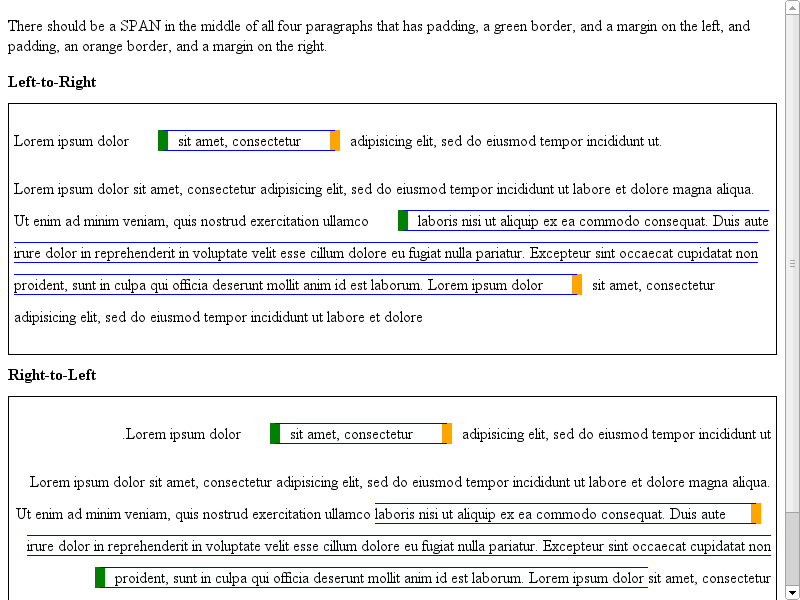 There should be a SPAN in the middle of all four paragraphs that has padding, a green border, and a margin on the left, and
padding, an orange border, and a margin on the right.
Left-to-Right
Lorem ipsum dolor sit amet, consectetur adipisicing elit, sed do eiusmod tempor incididunt ut.
Lorem ipsum dolor sit amet, consectetur adipisicing elit, sed do eiusmod tempor incididunt ut labore et dolore magna aliqua.
Ut enim ad minim veniam, quis nostrud exercitation ullamco laboris nisi ut aliquip ex ea commodo consequat. Duis aute
irure dolor in reprehenderit in voluptate velit esse cillum dolore eu fugiat nulla pariatur. Excepteur sint occaecat cupidatat non
proident, sunt in culpa qui officia deserunt mollit anim id est laborum. Lorem ipsum dolor sit amet, consectetur
adipisicing elit, sed do eiusmod tempor incididunt ut labore et dolore
Right-to-Left
.Lorem ipsum dolor sit amet, consectetur adipisicing elit, sed do eiusmod tempor incididunt ut
Lorem ipsum dolor sit amet, consectetur adipisicing elit, sed do eiusmod tempor incididunt ut labore et dolore magna aliqua.
Ut enim ad minim veniam, quis nostrud exercitation ullamco laboris nisi ut aliquip ex ea commodo consequat. Duis aute
irure dolor in reprehenderit in voluptate velit esse cillum dolore eu fugiat nulla pariatur. Excepteur sint occaecat cupidatat non
proident, sunt in culpa qui officia deserunt mollit anim id est laborum. Lorem ipsum dolor sit amet, consectetur